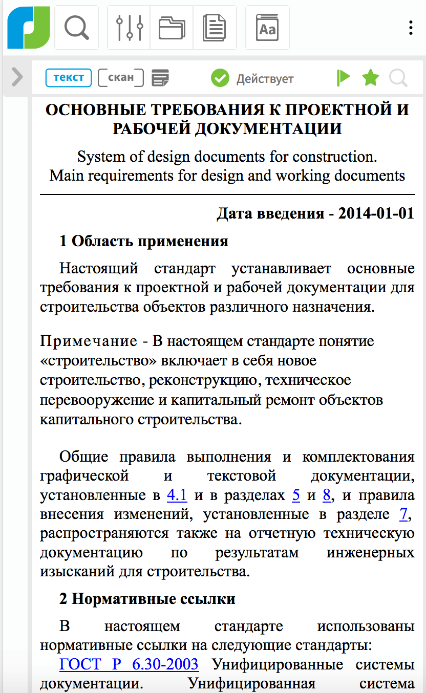 Aa
текст скан Действует
ОСНОВНЫЕ ТРЕБОВАНИЯ К ПРОЕКТНОЙ И
РАБОЧЕЙ ДОКУМЕНТАЦИИ
System of design documents for construction.
Main requirements for design and working documents
Дата введения - 2014-01-01
1 Область применения
Настоящий стандарт устанавливает основные
требования к проектной и рабочей документации для
строительства объектов различного назначения.
Примечание - В настоящем стандарте понятие
«строительство» включает в себя новое
строительство, реконструкцию, техническое
перевооружение и капитальный ремонт объектов
капитального строительства.
Общие правила выполнения и комплектования
графической и текстовой документации,
установленные в 4.1 и в разделах 5 и 8, и правила
внесения изменений, установленные в разделе 7,
распространяются также на отчетную техническую
документацию по результатам инженерных
изысканий для строительства.
2 Нормативные ссылки
В настоящем стандарте использованы
нормативные ссылки на следующие стандарты:
ГОСТ Р 6.30-2003 Унифицированные системы
документации. Унифицированная система